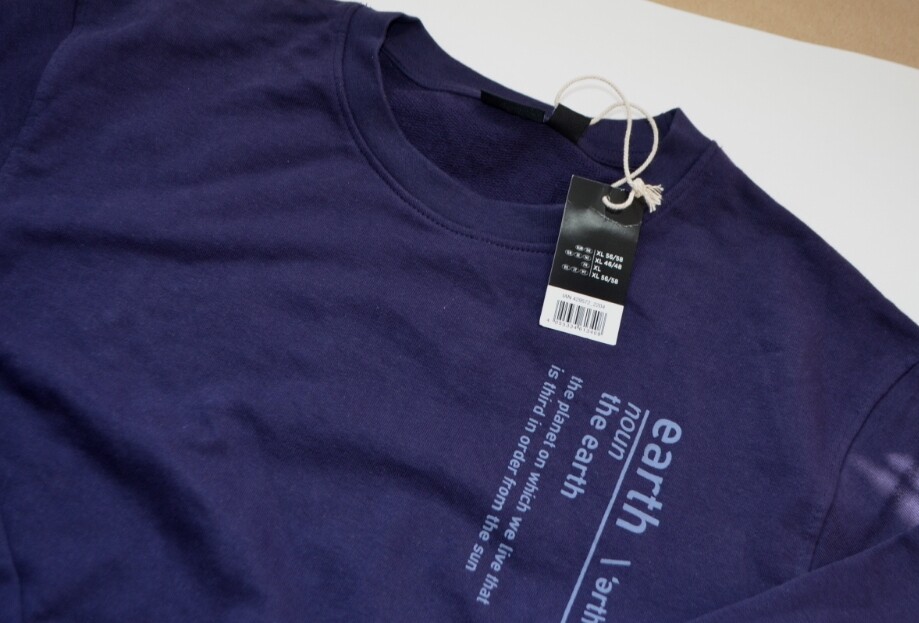 XL 56/58
XL 46/48
XL
XL 56/58
earth \ˈərth
noun
the earth
the planet on which we live that
is third in order from the sun